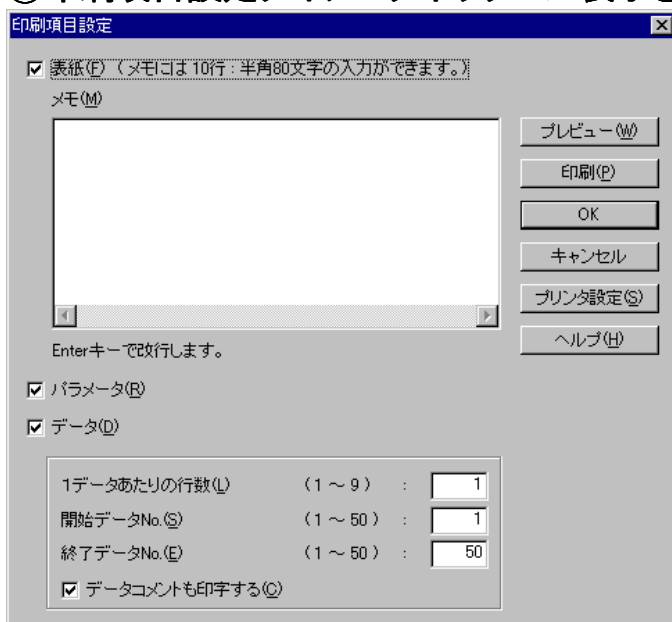 印刷項目設定
表紙(F) (メモには10行:半角80文字の入力ができます。)
メモ(M)
プレビュー(W)
印刷(P)
OK
キャンセル
プリンタ設定(S)
ヘルプ(H)
Enterキーで改行します。
パラメータ(R)
データ(D)
1データあたりの行数(L) (1~9) : 1
開始データNo.(S) (1~50) : 1
終了データNo.(E) (1~50) : 50
データコメントも印字する(C)